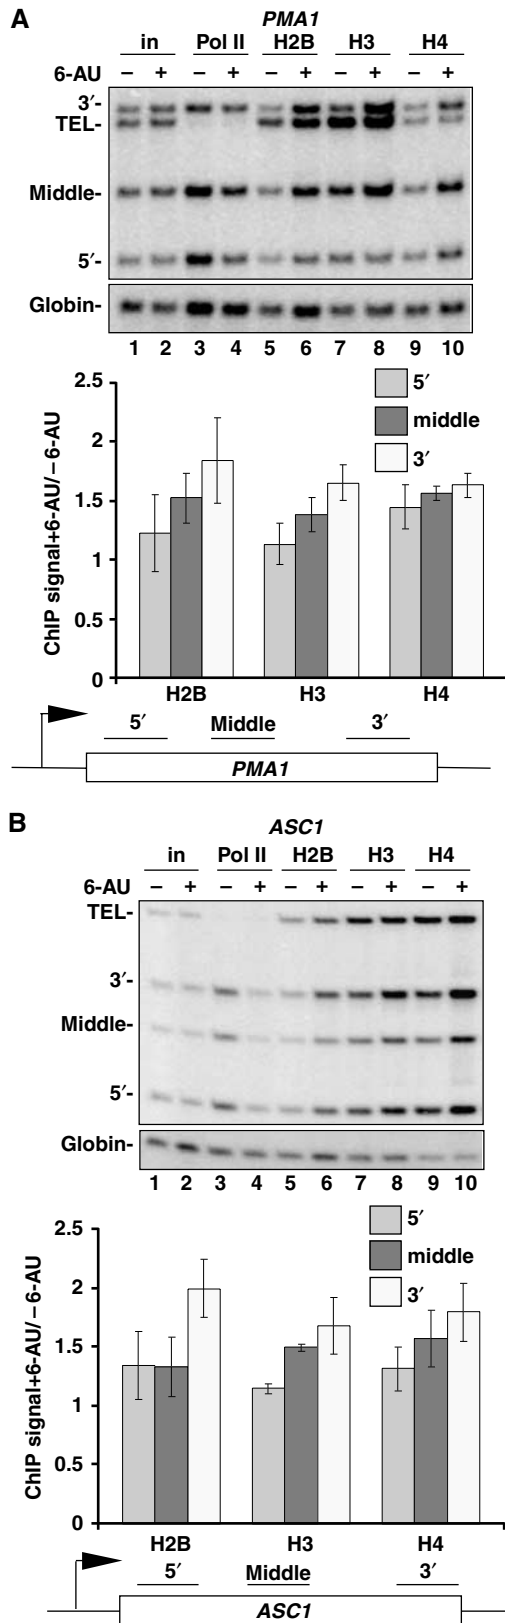 A
PMA1
in Pol II H2B H3 H4
6-AU – + – + – + – + – +
3′-
TEL-
Middle-
5′-
Globin-
1 2 3 4 5 6 7 8 9 10
2.5
2
1.5
1
0.5
0
ChIP signal+6-AU/–6-AU
5′
middle
3′
H2B H3 H4
5′ Middle 3′
PMA1
B
ASC1
in Pol II H2B H3 H4
6-AU – + – + – + – + – +
TEL-
3′-
Middle-
5′-
Globin-
1 2 3 4 5 6 7 8 9 10
2.5
2
1.5
1
0.5
0
ChIP signal+6-AU/–6-AU
5′
middle
3′
H2B H3 H4
5′ Middle 3′
ASC1